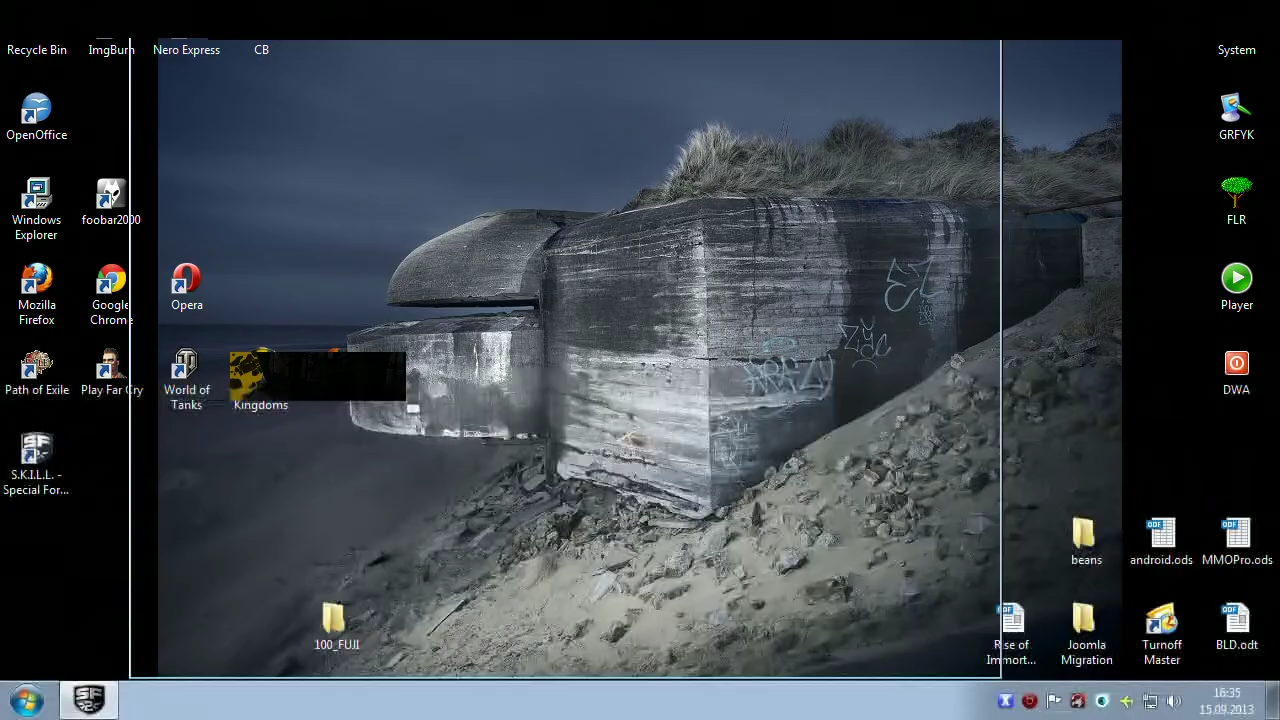 Recycle Bin
ImgBurn
Nero Express
CB
System
OpenOffice
GRFYK
Windows
Explorer
foobar2000
FLR
Mozilla
Firefox
Google
Chrome
Opera
Player
Path of Exile
Play Far Cry
World of
Tanks
Kingdoms
DWA
S.K.I.L.L. -
Special For...
beans
android.ods
MMOPro.ods
100_FUJI
Rise of
Immort...
Joomla
Migration
Turnoff
Master
BLD.odt
16:35
15.09.2013